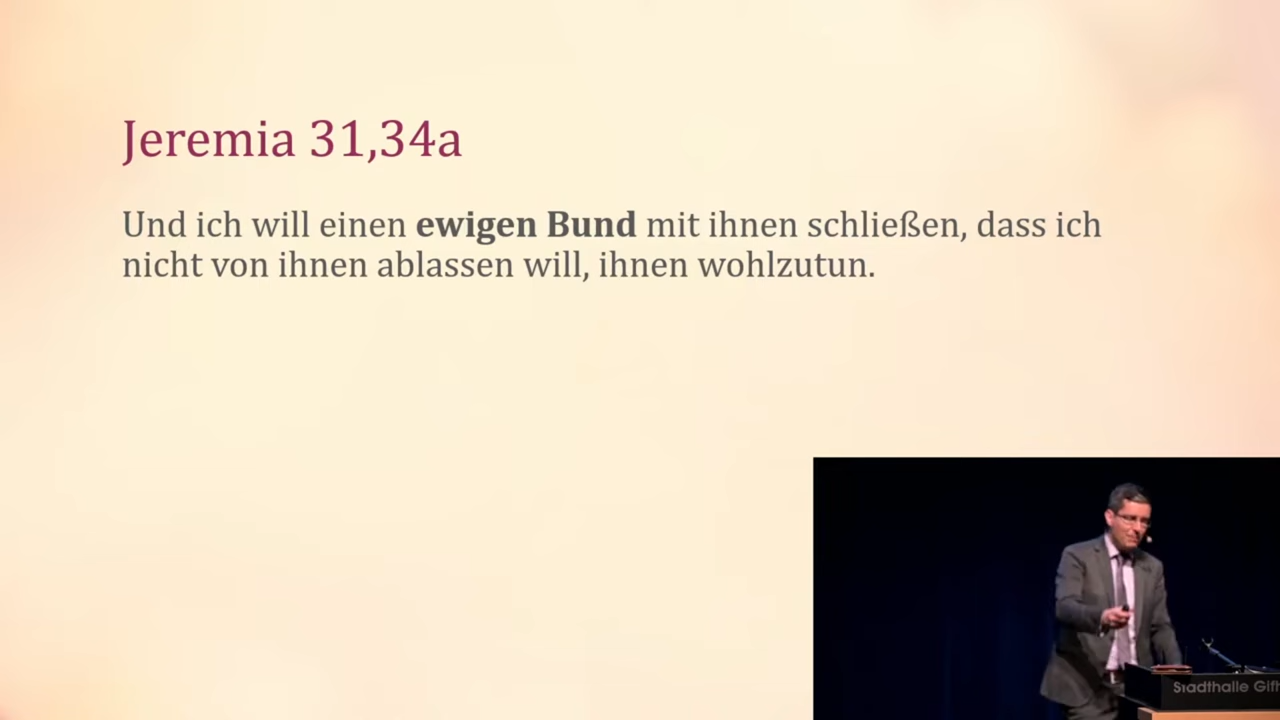 Jeremia 31,34a
Und ich will einen ewigen Bund mit ihnen schließen, dass ich
nicht von ihnen ablassen will, ihnen wohlzutun.
Stadthalle